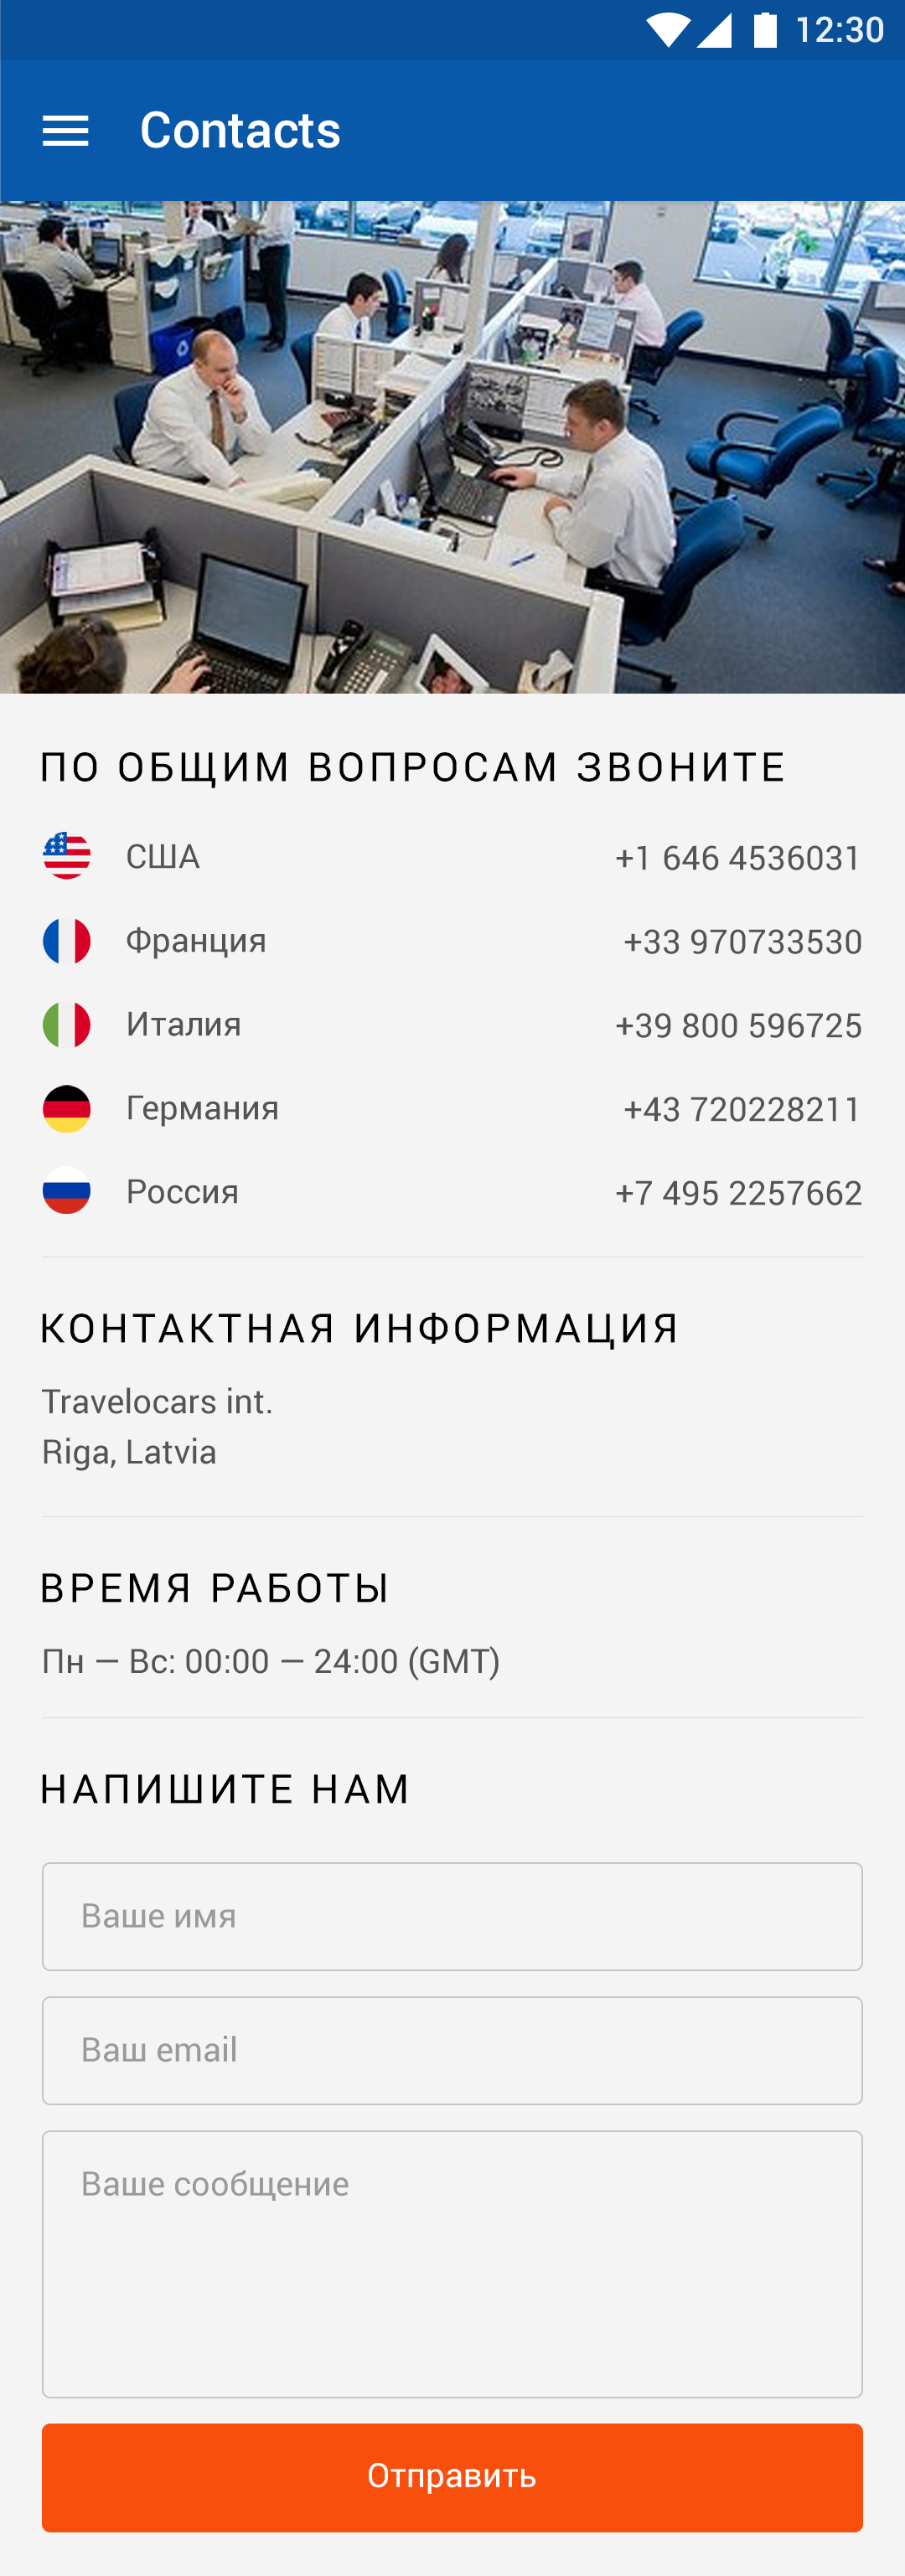 12:30
Contacts
ПО ОБЩИМ ВОПРОСАМ ЗВОНИТЕ
США +1 646 4536031
Франция +33 970733530
Италия +39 800 596725
Германия +43 720228211
Россия +7 495 2257662
КОНТАКТНАЯ ИНФОРМАЦИЯ
Travelocars int.
Riga, Latvia
ВРЕМЯ РАБОТЫ
Пн — Вс: 00:00 — 24:00 (GMT)
НАПИШИТЕ НАМ
Ваше имя
Ваш email
Ваше сообщение
Отправить